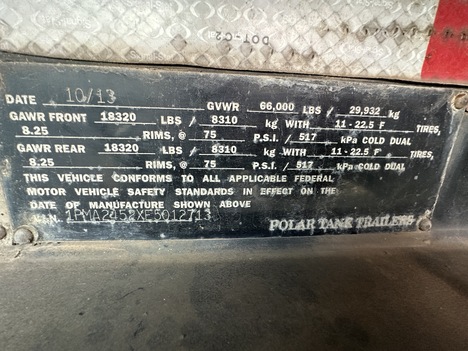 DOT-C2
DATE 10/13 GVWR 66,000 LBS / 29,932 kg
GAWR FRONT 18320 LBS / 8310 kg WITH 11-22.5 F TIRES,
8.25 RIMS, @ 75 P.S.I. / 517 kPa COLD DUAL
GAWR REAR 18320 LBS / 8310 kg WITH 11-22.5 F TIRES,
8.25 RIMS, @ 75 P.S.I. / 517 kPa COLD DUAL
THIS VEHICLE CONFORMS TO ALL APPLICABLE FEDERAL
MOTOR VEHICLE SAFETY STANDARDS IN EFFECT ON THE
DATE OF MANUFACTURE SHOWN ABOVE
V.I.N. 1PMA2452XE5012713
POLAR TANK TRAILERS